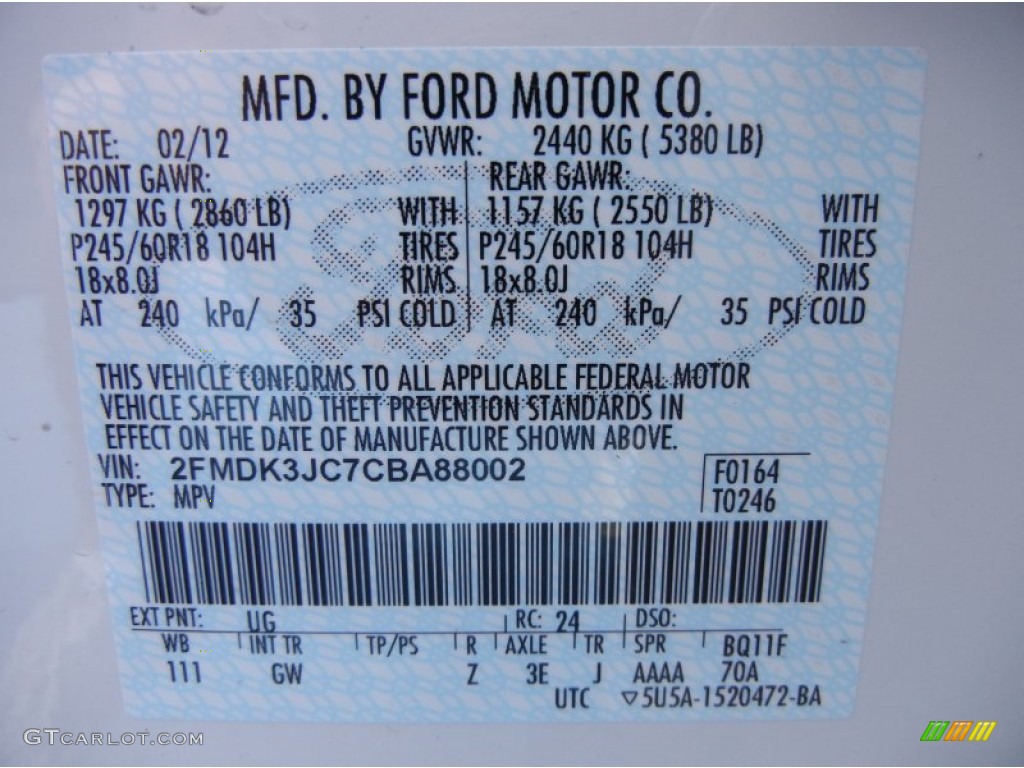 MFD. BY FORD MOTOR CO.
DATE: 02/12 GVWR: 2440 KG ( 5380 LB)
FRONT GAWR: REAR GAWR:
1297 KG ( 2860 LB) WITH 1157 KG ( 2550 LB) WITH
P245/60R18 104H TIRES P245/60R18 104H TIRES
18x8.0J RIMS 18x8.0J RIMS
AT 240 kPa/ 35 PSI COLD AT 240 kPa/ 35 PSI COLD
THIS VEHICLE CONFORMS TO ALL APPLICABLE FEDERAL MOTOR
VEHICLE SAFETY AND THEFT PREVENTION STANDARDS IN
EFFECT ON THE DATE OF MANUFACTURE SHOWN ABOVE.
VIN: 2FMDK3JC7CBA88002 F0164
TYPE: MPV T0246
EXT PNT: UG RC: 24 DSO:
WB INT TR TP/PS R AXLE TR SPR BQ11F
111 GW Z 3E J AAAA 70A
UTC ▽5U5A-1520472-BA
GTCARLOT.COM